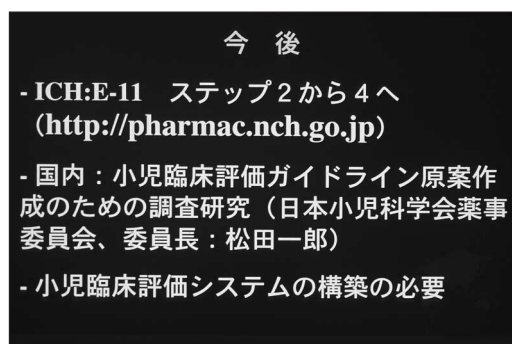 今　後
- ICH:E-11　ステップ２から４へ
（http://pharmac.nch.go.jp）
- 国内：小児臨床評価ガイドライン原案作
成のための調査研究（日本小児科学会薬事
委員会、委員長：松田一郎）
- 小児臨床評価システムの構築の必要